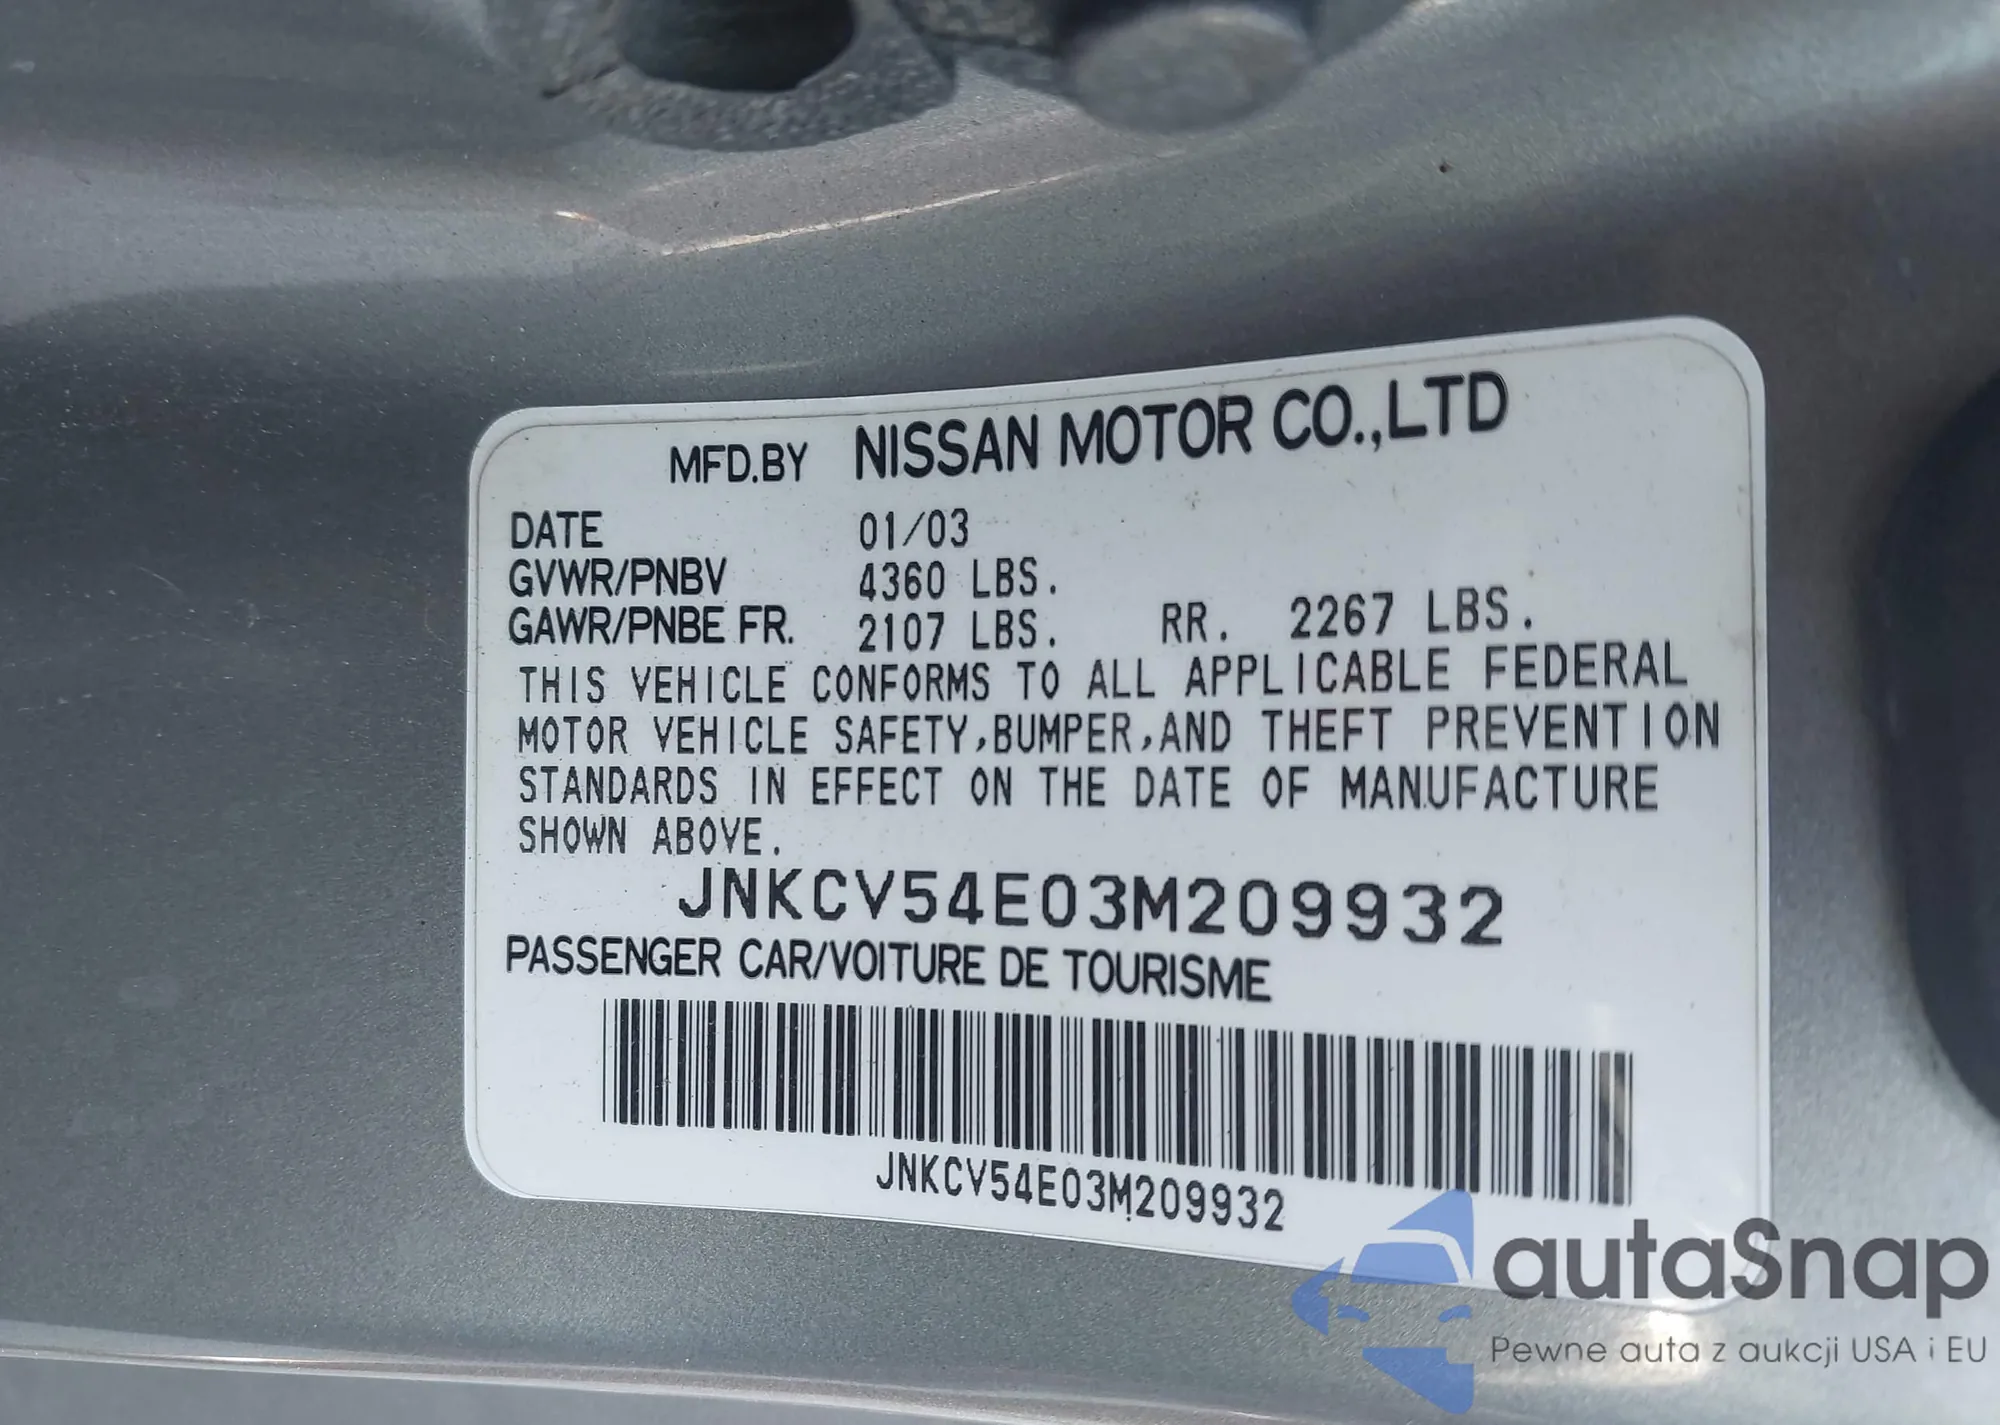 MFD.BY NISSAN MOTOR CO.,LTD
DATE 01/03
GVWR/PNBV 4360 LBS.
GAWR/PNBE FR. 2107 LBS. RR. 2267 LBS.
THIS VEHICLE CONFORMS TO ALL APPLICABLE FEDERAL
MOTOR VEHICLE SAFETY,BUMPER,AND THEFT PREVENTION
STANDARDS IN EFFECT ON THE DATE OF MANUFACTURE
SHOWN ABOVE.
JNKCV54E03M209932
PASSENGER CAR/VOITURE DE TOURISME
JNKCV54E03M209932
autaSnap
Pewne auta z aukcji USA i EU